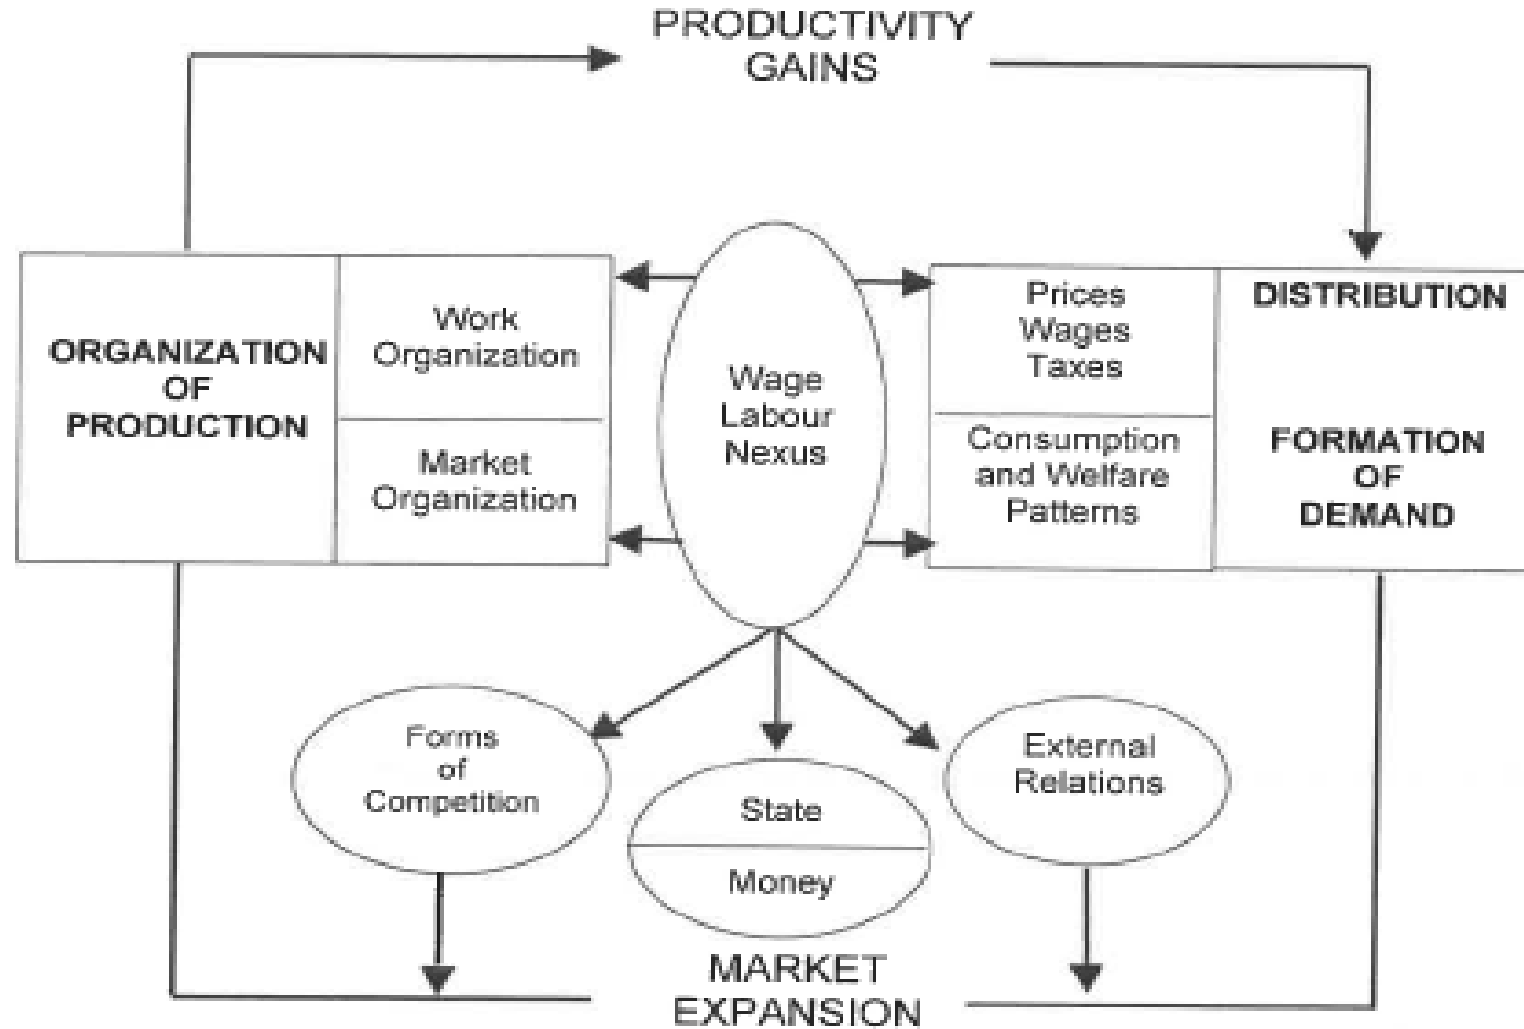 PRODUCTIVITY
GAINS
ORGANIZATION
OF
PRODUCTION
Work
Organization
Market
Organization
Wage
Labour
Nexus
Prices
Wages
Taxes
Consumption
and Welfare
Patterns
DISTRIBUTION
FORMATION
OF
DEMAND
Forms
of
Competition
State
Money
External
Relations
MARKET
EXPANSION